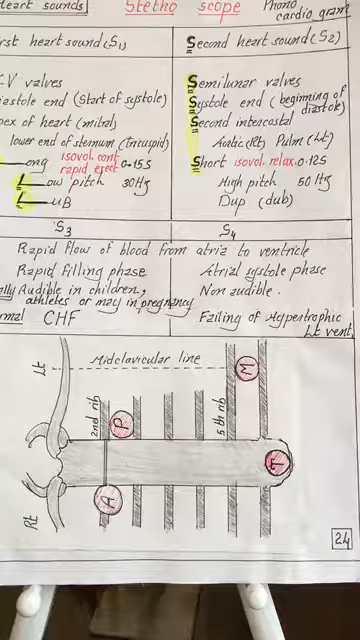 Heart sounds Stetho scope Phono
cardio gram
First heart sound (S1) Second heart sound (S2)
A-V valves Semilunar valves
Diastole end (Start of systole) Systole end (beginning of
diastole)
Apex of heart (mitral) Second intercostal
lower end of sternum (tricuspid) Aortic (Rt) Pulm (Lt)
Long isovol. cont
rapid eject 0.15S Short isovol. relax. 0.12S
Low pitch 30Hg High pitch 50 Hg
LuB Dup (dub)
S3 S4
Rapid flow of blood from atria to ventricle
Rapid filling phase Atrial systole phase
Audible in children, Non audible.
athletes or may in pregnancy
CHF Failing of Hypertrophic
Lt vent.
Lt
Midclavicular line
M
2nd rib
P
5th rib
T
A
Rt
24